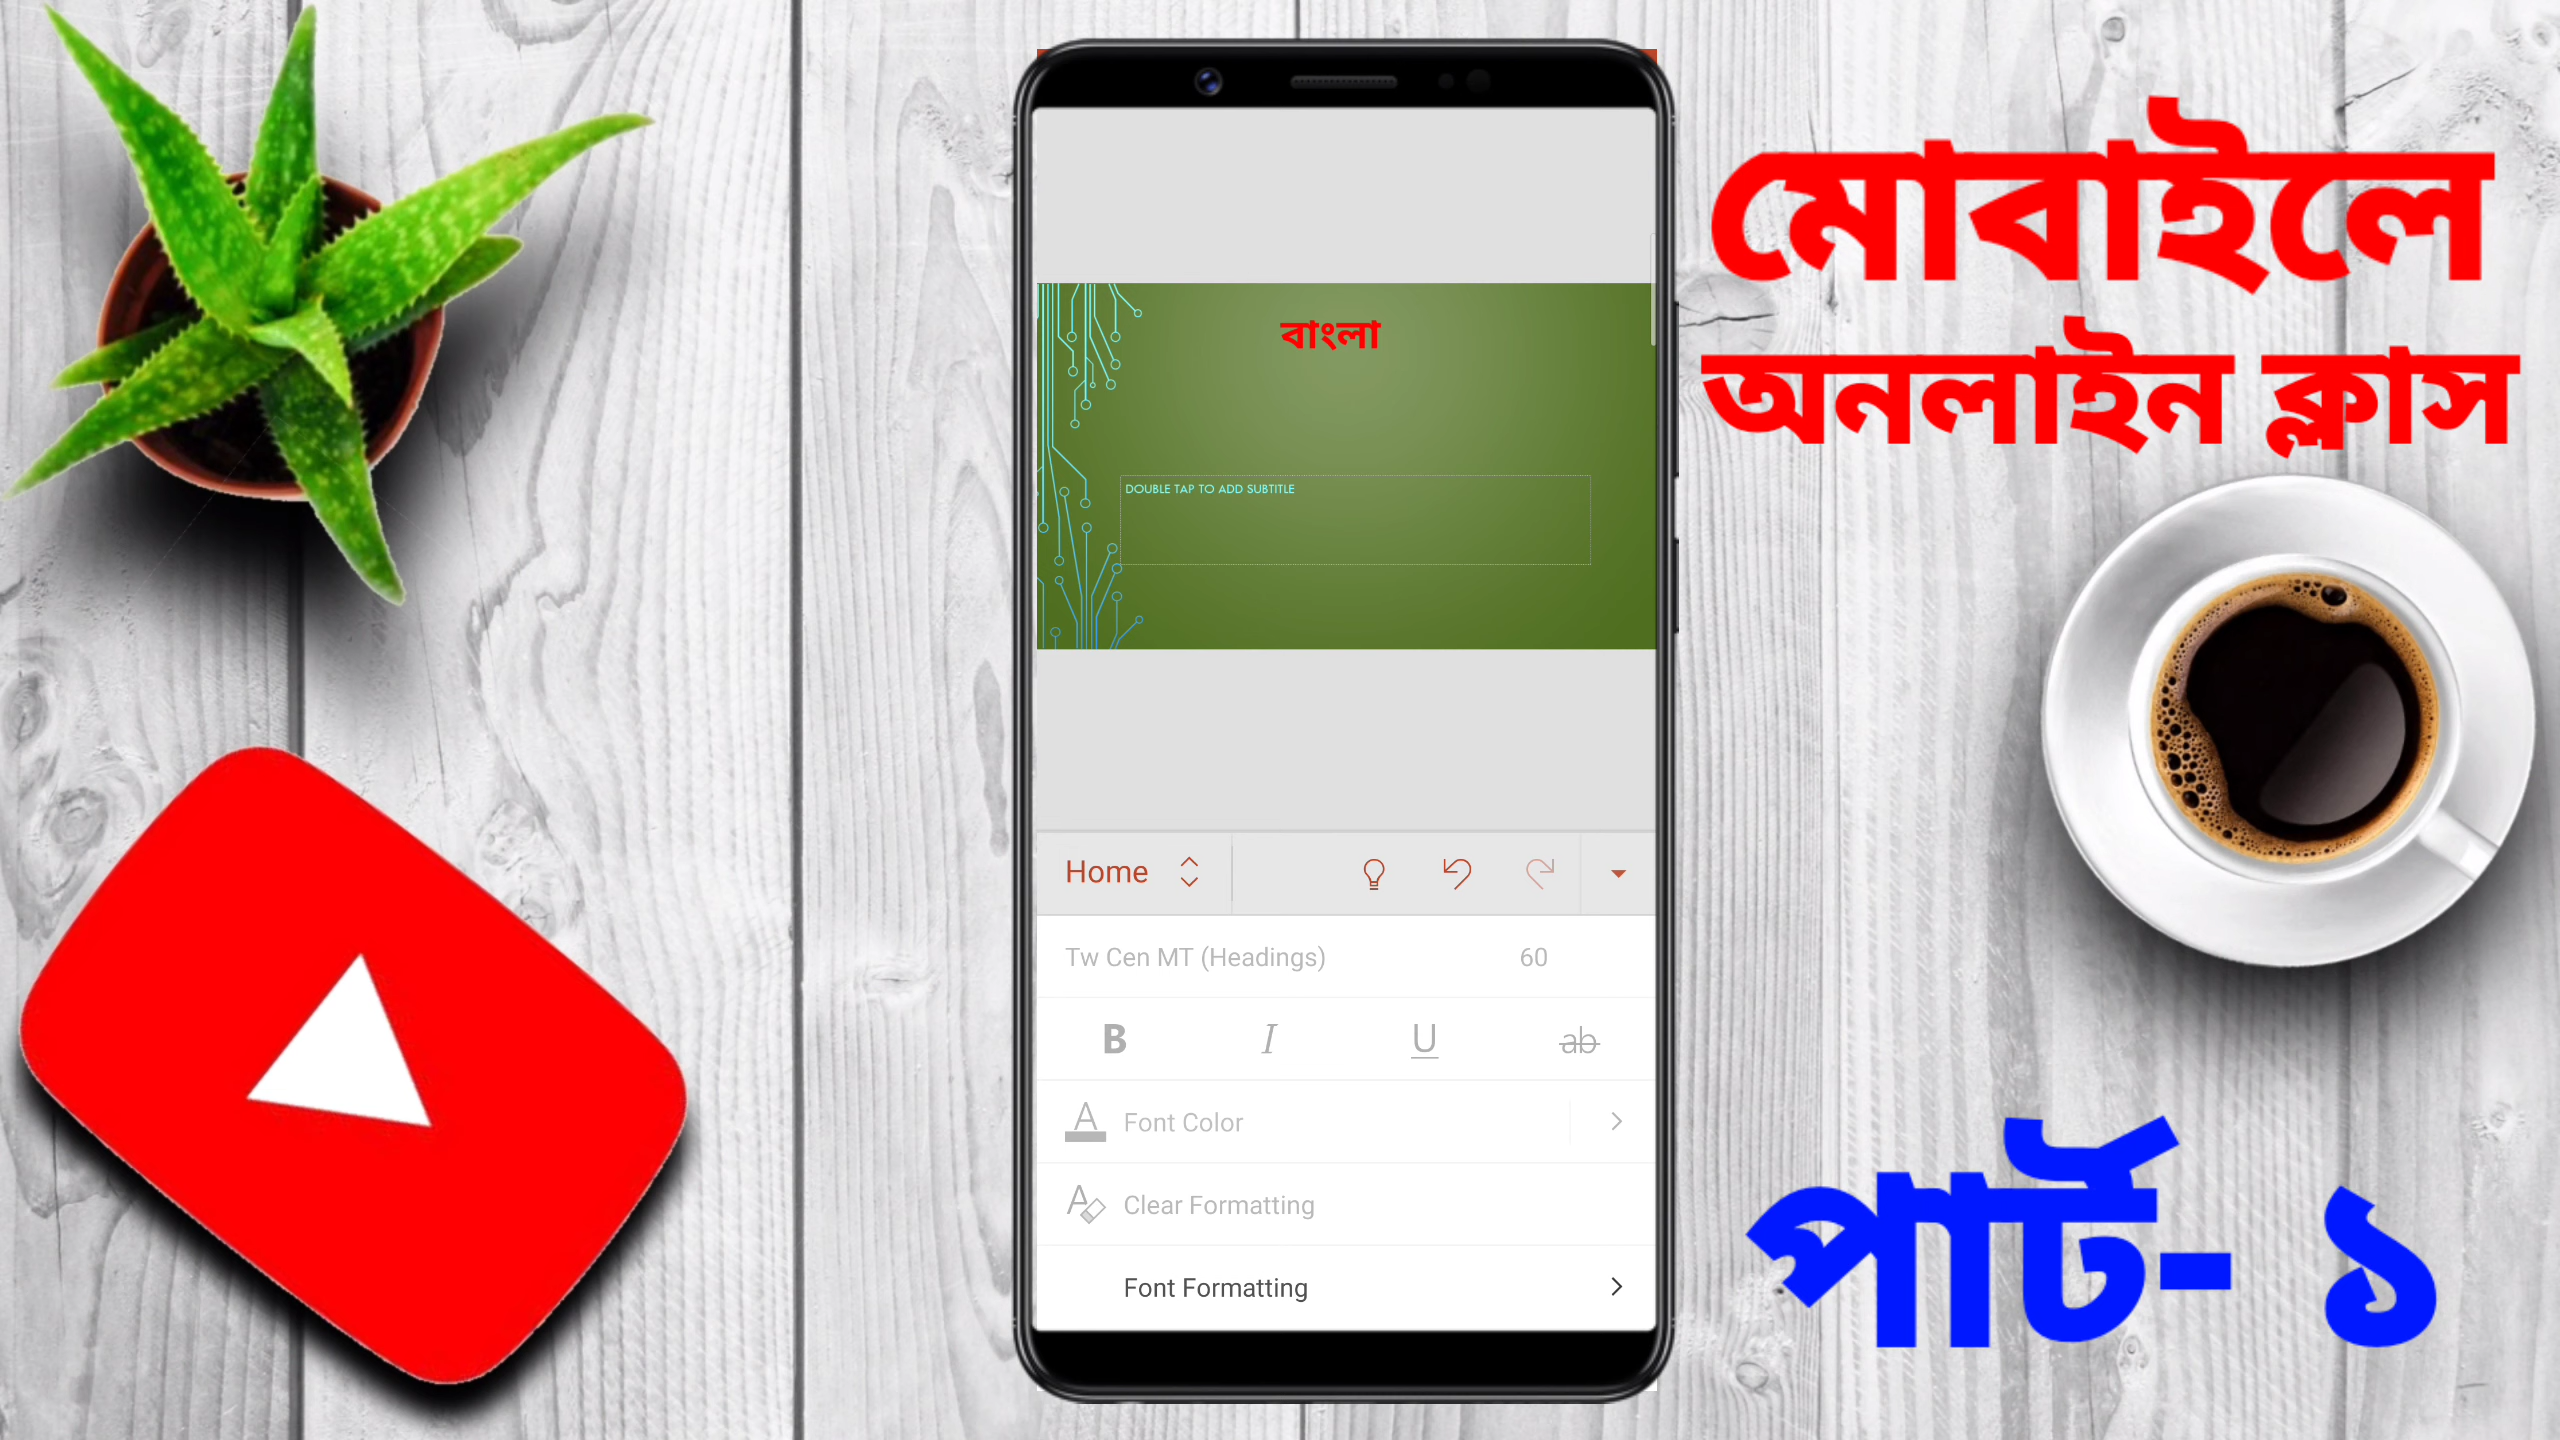 মোবাইলে
অনলাইন ক্লাস
বাংলা
DOUBLE TAP TO ADD SUBTITLE
Home
Tw Cen MT (Headings) 60
B I U ab
A Font Color
A Clear Formatting
Font Formatting
পার্ট- ১